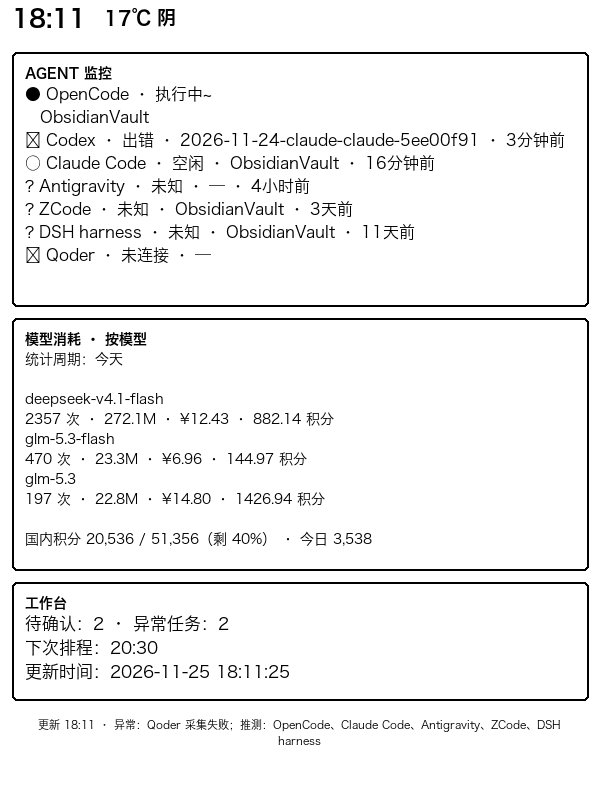 18:11 17℃ 阴
AGENT 监控
● OpenCode · 执行中~
ObsidianVault
☒ Codex · 出错 · 2026-11-24-claude-claude-5ee00f91 · 3分钟前
○ Claude Code · 空闲 · ObsidianVault · 16分钟前
? Antigravity · 未知 · — · 4小时前
? ZCode · 未知 · ObsidianVault · 3天前
? DSH harness · 未知 · ObsidianVault · 11天前
☒ Qoder · 未连接 · —
模型消耗 · 按模型
统计周期：今天
deepseek-v4.1-flash
2357 次 · 272.1M · ¥12.43 · 882.14 积分
glm-5.3-flash
470 次 · 23.3M · ¥6.96 · 144.97 积分
glm-5.3
197 次 · 22.8M · ¥14.80 · 1426.94 积分
国内积分 20,536 / 51,356（剩 40%） · 今日 3,538
工作台
待确认：2 · 异常任务：2
下次排程：20:30
更新时间：2026-11-25 18:11:25
更新 18:11 · 异常：Qoder 采集失败；推测：OpenCode、Claude Code、Antigravity、ZCode、DSH
harness